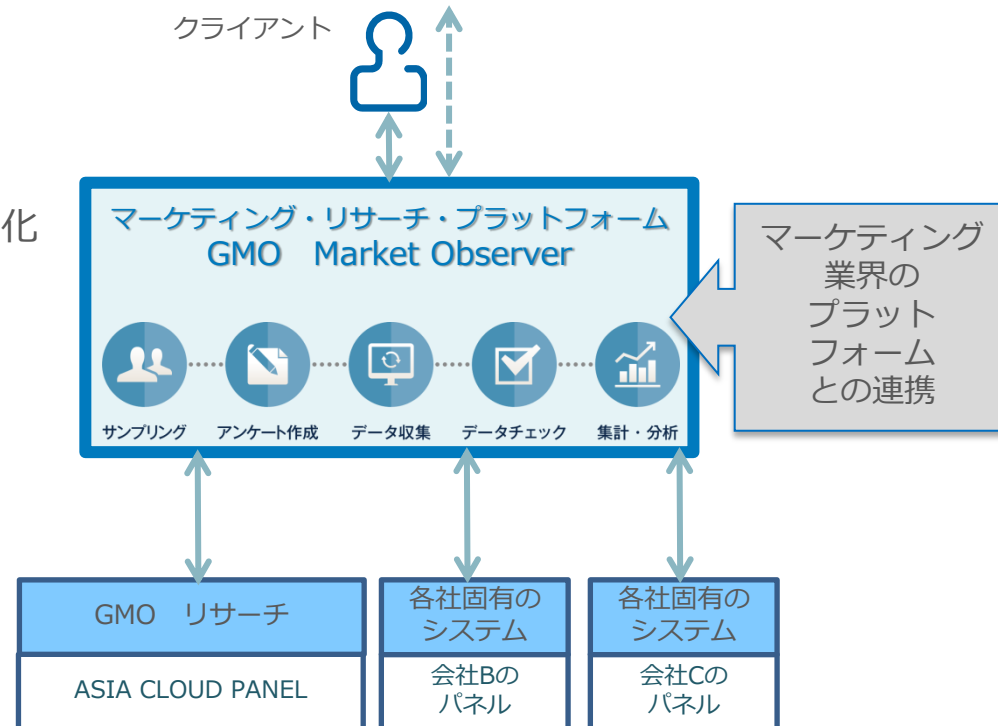 クライアント
化
マーケティング・リサーチ・プラットフォーム
GMO　Market Observer
サンプリング
アンケート作成
データ収集
データチェック
集計・分析
マーケティング
業界の
プラット
フォーム
との連携
GMO　リサーチ
ASIA CLOUD PANEL
各社固有の
システム
会社Bの
パネル
各社固有の
システム
会社Cの
パネル